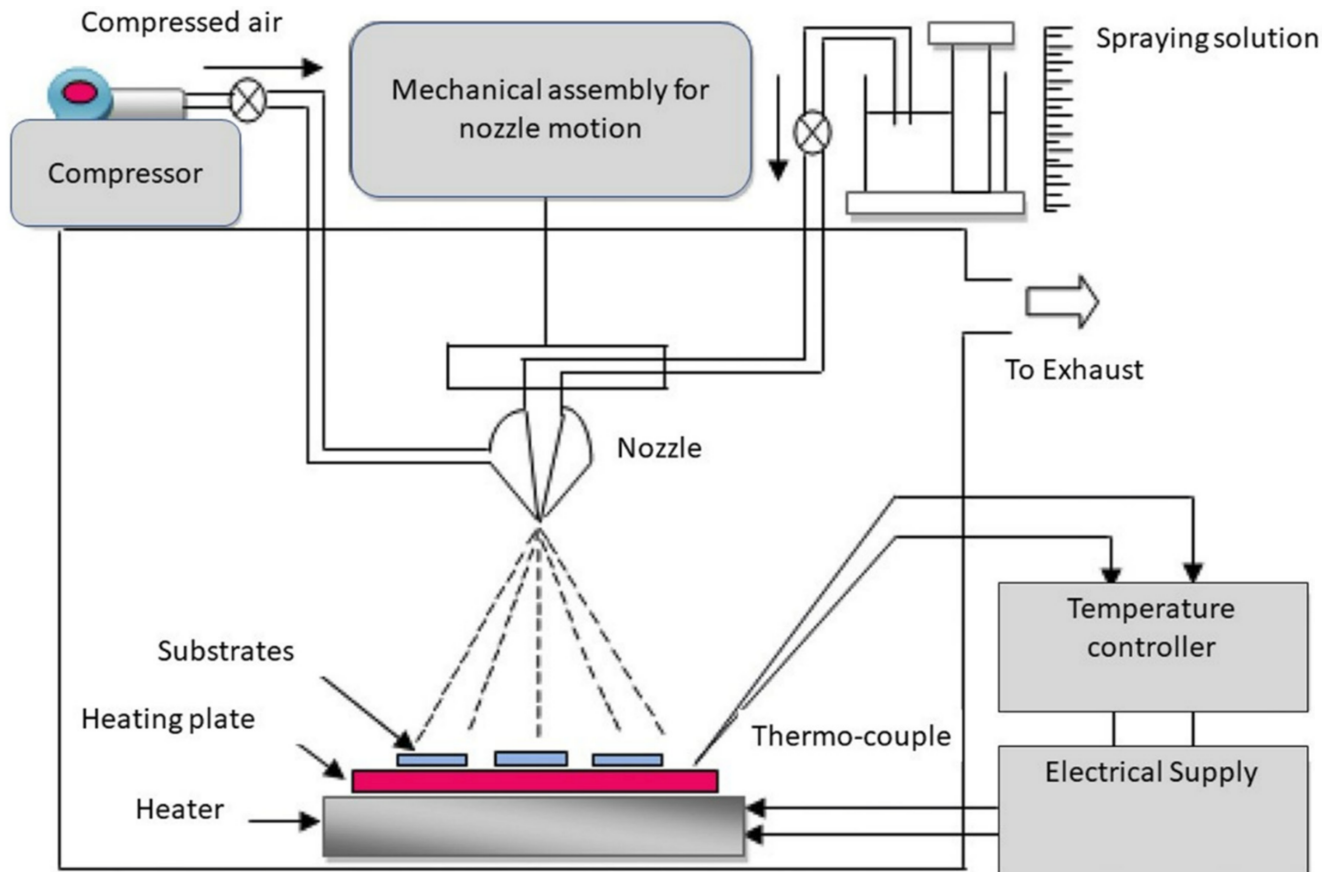 Compressed air
Spraying solution
Mechanical assembly for
nozzle motion
Compressor
To Exhaust
Nozzle
Temperature
controller
Substrates
Heating plate
Thermo-couple
Electrical Supply
Heater